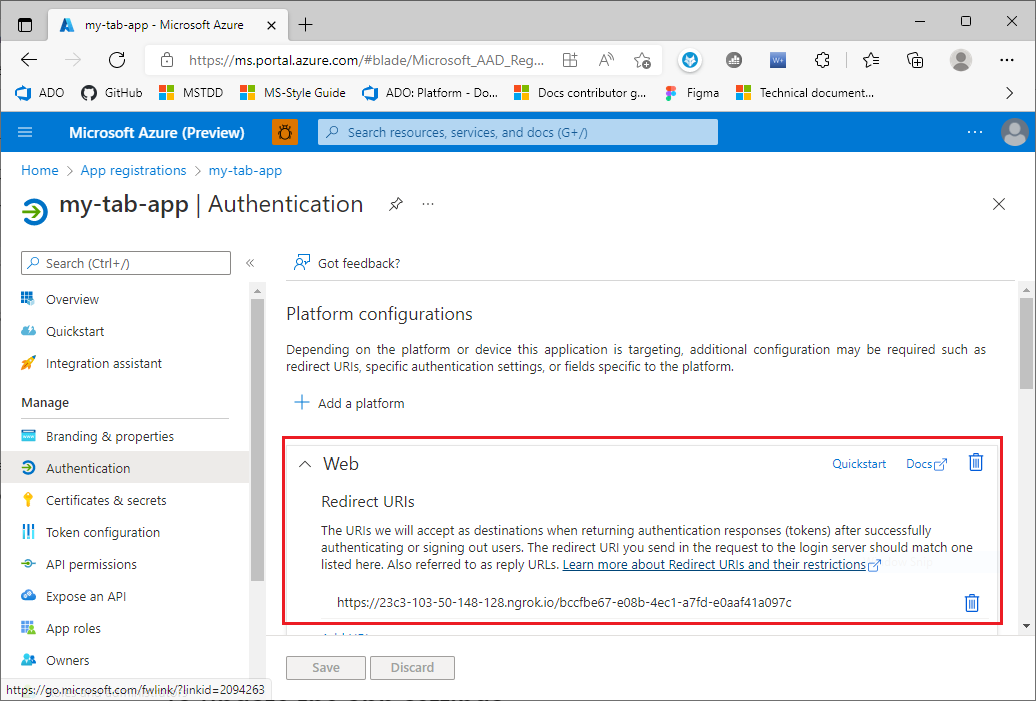 my-tab-app - Microsoft Azure
https://ms.portal.azure.com/#blade/Microsoft_AAD_Reg...
ADO
GitHub
MSTDD
MS-Style Guide
ADO: Platform - Do...
Docs contributor g...
Figma
Technical document...
Microsoft Azure (Preview)
Search resources, services, and docs (G+/)
Home > App registrations > my-tab-app
my-tab-app | Authentication
Search (Ctrl+/)
Overview
Quickstart
Integration assistant
Manage
Branding & properties
Authentication
Certificates & secrets
Token configuration
API permissions
Expose an API
App roles
Owners
https://go.microsoft.com/fwlink/?linkid=2094263
Got feedback?
Platform configurations
Depending on the platform or device this application is targeting, additional configuration may be required such as
redirect URIs, specific authentication settings, or fields specific to the platform.
Add a platform
Web
Quickstart
Docs
Redirect URIs
The URIs we will accept as destinations when returning authentication responses (tokens) after successfully
authenticating or signing out users. The redirect URI you send in the request to the login server should match one
listed here. Also referred to as reply URLs. Learn more about Redirect URIs and their restrictions
https://23c3-103-50-148-128.ngrok.io/bccfbe67-e08b-4ec1-a7fd-e0aaf41a097c
Save
Discard